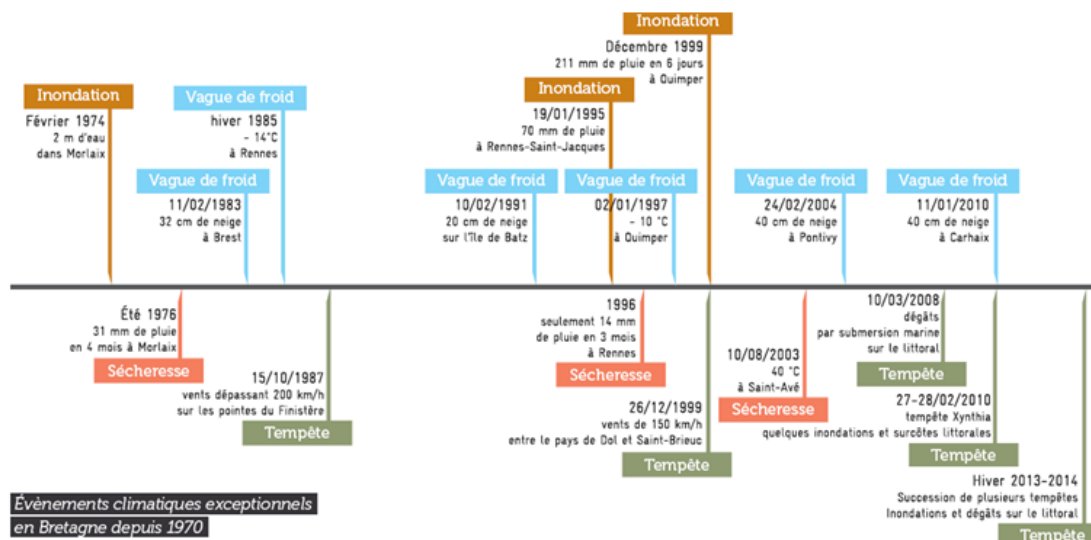 Inondation
Décembre 1999
211 mm de pluie en 6 jours
à Quimper
Inondation
Février 1974
2 m d'eau
dans Morlaix
Vague de froid
hiver 1985
- 14°C
à Rennes
Inondation
19/01/1995
70 mm de pluie
à Rennes-Saint-Jacques
Vague de froid
11/02/1983
32 cm de neige
à Brest
Vague de froid
10/02/1991
20 cm de neige
sur l'île de Batz
Vague de froid
02/01/1997
- 10 °C
à Quimper
Vague de froid
24/02/2004
40 cm de neige
à Pontivy
Vague de froid
11/01/2010
40 cm de neige
à Carhaix
Été 1976
31 mm de pluie
en 4 mois à Morlaix
Sécheresse
15/10/1987
vents dépassant 200 km/h
sur les pointes du Finistère
Tempête
1996
seulement 14 mm
de pluie en 3 mois
à Rennes
Sécheresse
26/12/1999
vents de 150 km/h
entre le pays de Dol et Saint-Brieuc
Tempête
10/08/2003
40 °C
à Saint-Avé
Sécheresse
10/03/2008
dégâts
par submersion marine
sur le littoral
Tempête
27-28/02/2010
tempête Xynthia
quelques inondations et surcôtes littorales
Tempête
Hiver 2013-2014
Succession de plusieurs tempêtes
Inondations et dégâts sur le littoral
Tempête
Évènements climatiques exceptionnels
en Bretagne depuis 1970